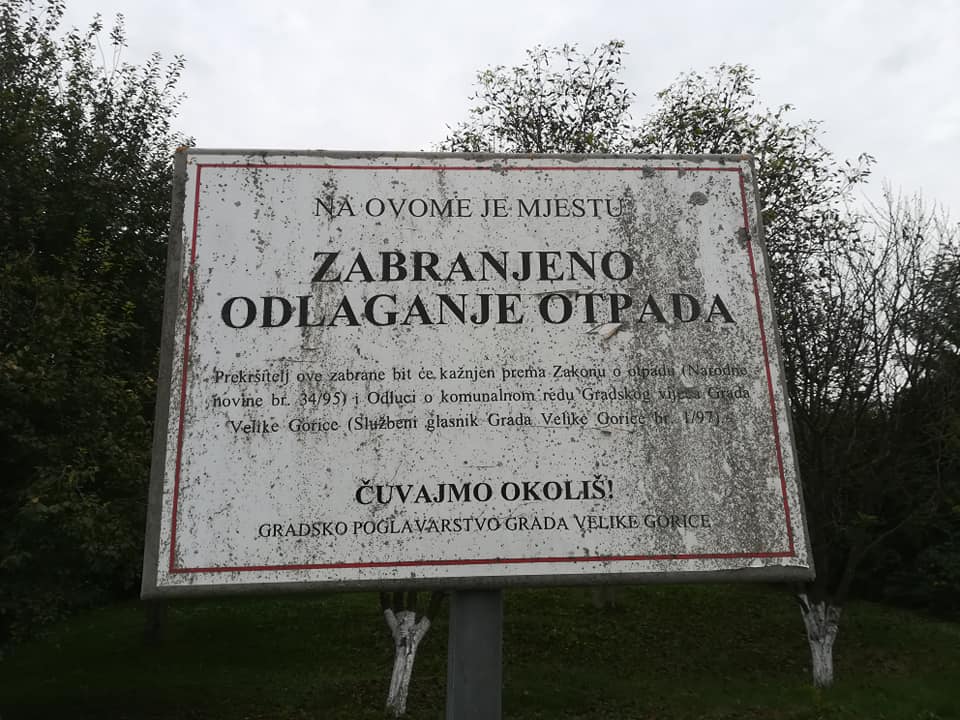 NA OVOME JE MJESTU
ZABRANJENO
ODLAGANJE OTPADA
Prekršitelj ove zabrane bit će kažnjen prema Zakonu o otpadu (Narodne
novine br. 34/95) i Odluci o komunalnom redu Gradskog vijeća Grada
Velike Gorice (Službeni glasnik Grada Velike Gorice br. 1/97).
ČUVAJMO OKOLIŠ!
GRADSKO POGLAVARSTVO GRADA VELIKE GORICE